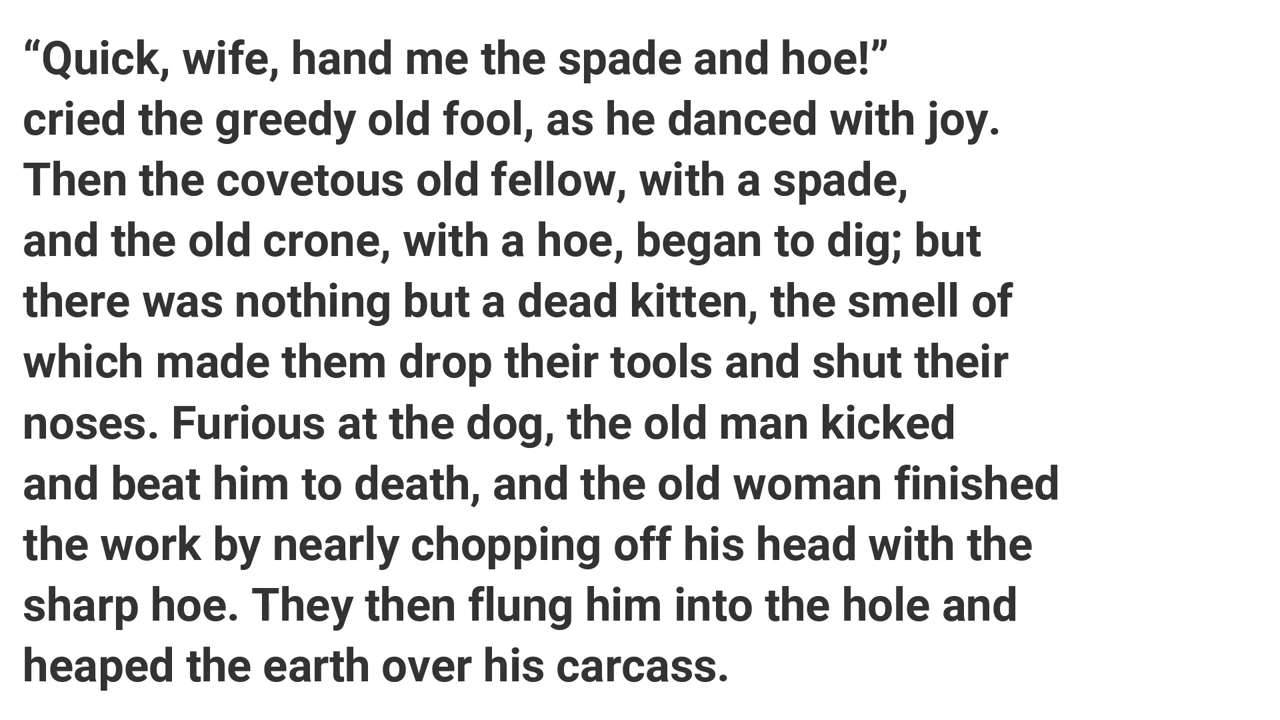 “Quick, wife, hand me the spade and hoe!”
cried the greedy old fool, as he danced with joy.
Then the covetous old fellow, with a spade,
and the old crone, with a hoe, began to dig; but
there was nothing but a dead kitten, the smell of
which made them drop their tools and shut their
noses. Furious at the dog, the old man kicked
and beat him to death, and the old woman finished
the work by nearly chopping off his head with the
sharp hoe. They then flung him into the hole and
heaped the earth over his carcass.